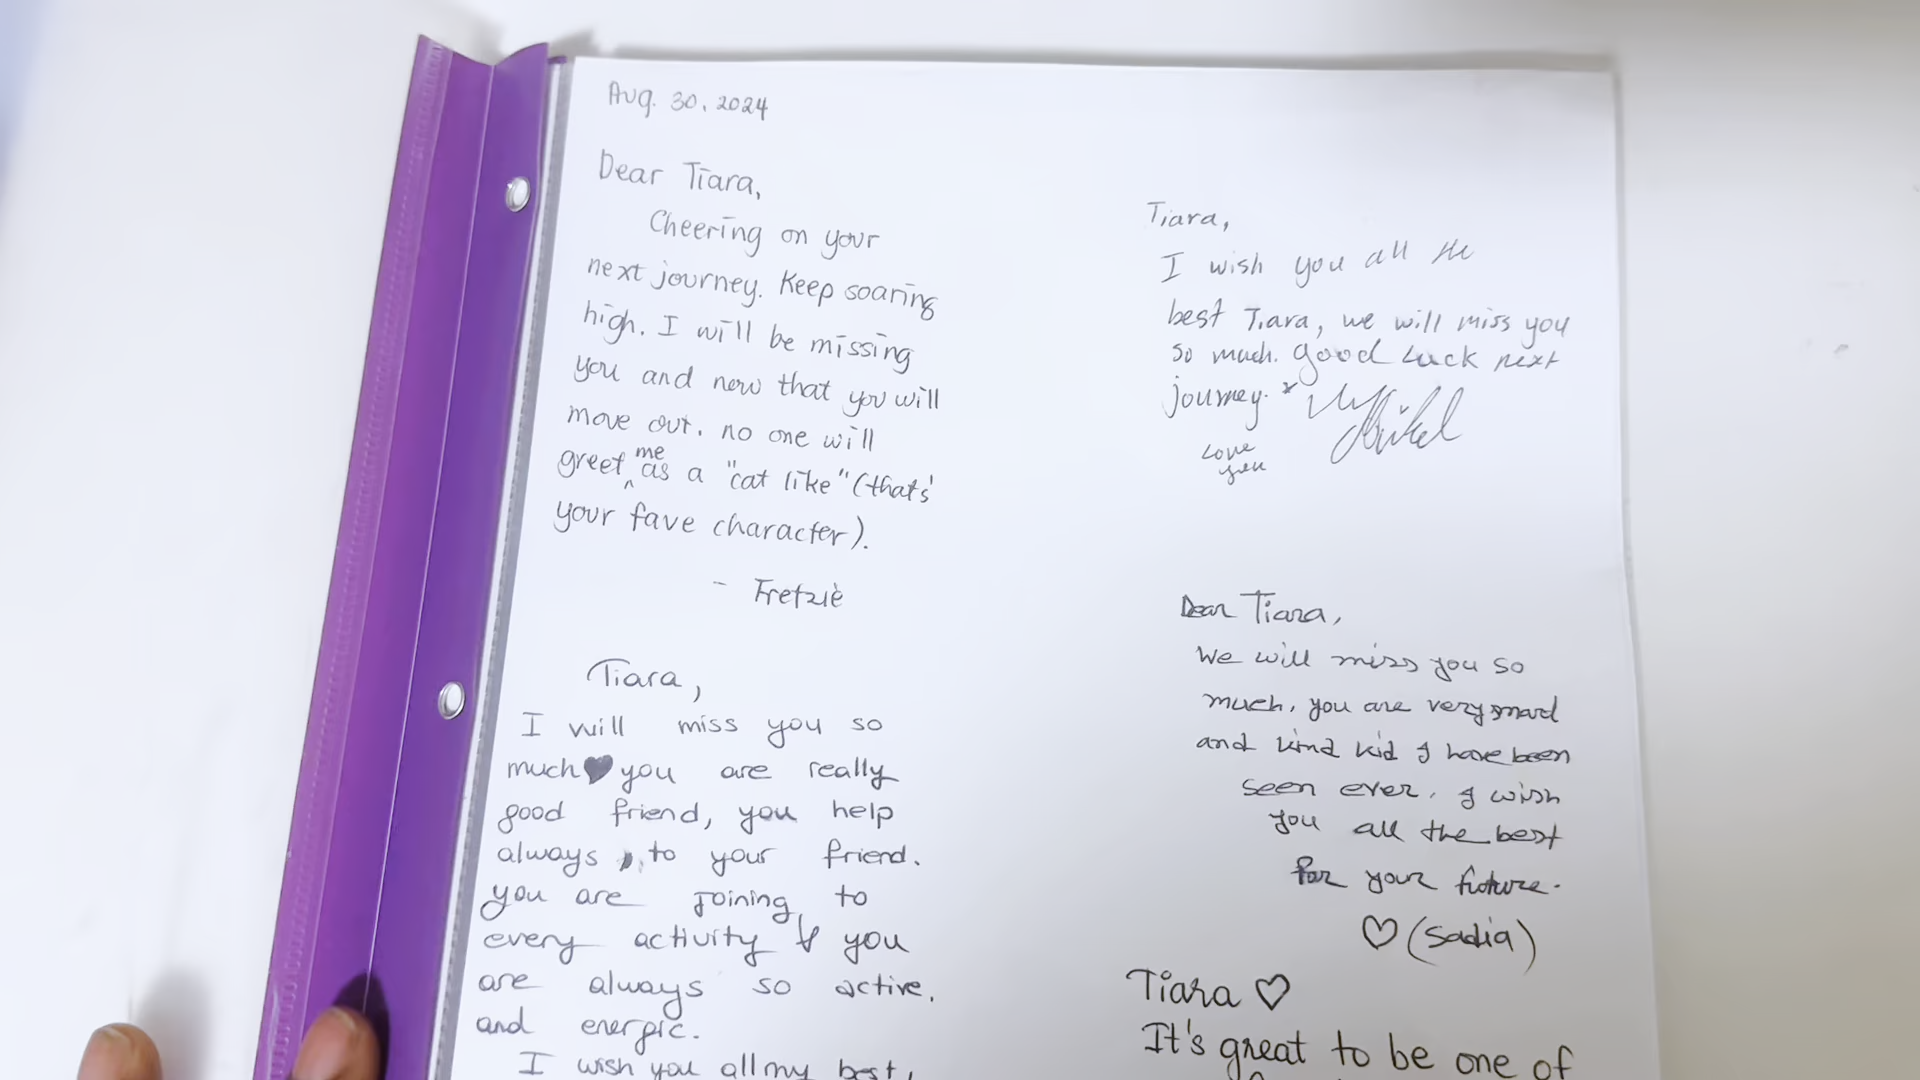 Aug. 30, 2024
Dear Tiara,
Cheering on your
next journey. Keep soaring
high. I will be missing
you and now that you will
move out, no one will
greet me as a "cat like" (thats'
your fave character).
- Fretzie
Tiara,
I will miss you so
much♥ you are really
good friend, you help
always, to your friend.
you are joining to
every activity & you
are always so active.
and energic.
I wish you all my best,
Tiara,
I wish you all the
best Tiara, we will miss you
so much. good luck next
journey.
Love
you
Dear Tiara,
We will miss you so
much, you are very smart
and kind kid I have been
seen ever. I wish
you all the best
for your future.
♡ (Sadia)
Tiara ♡
It's great to be one of